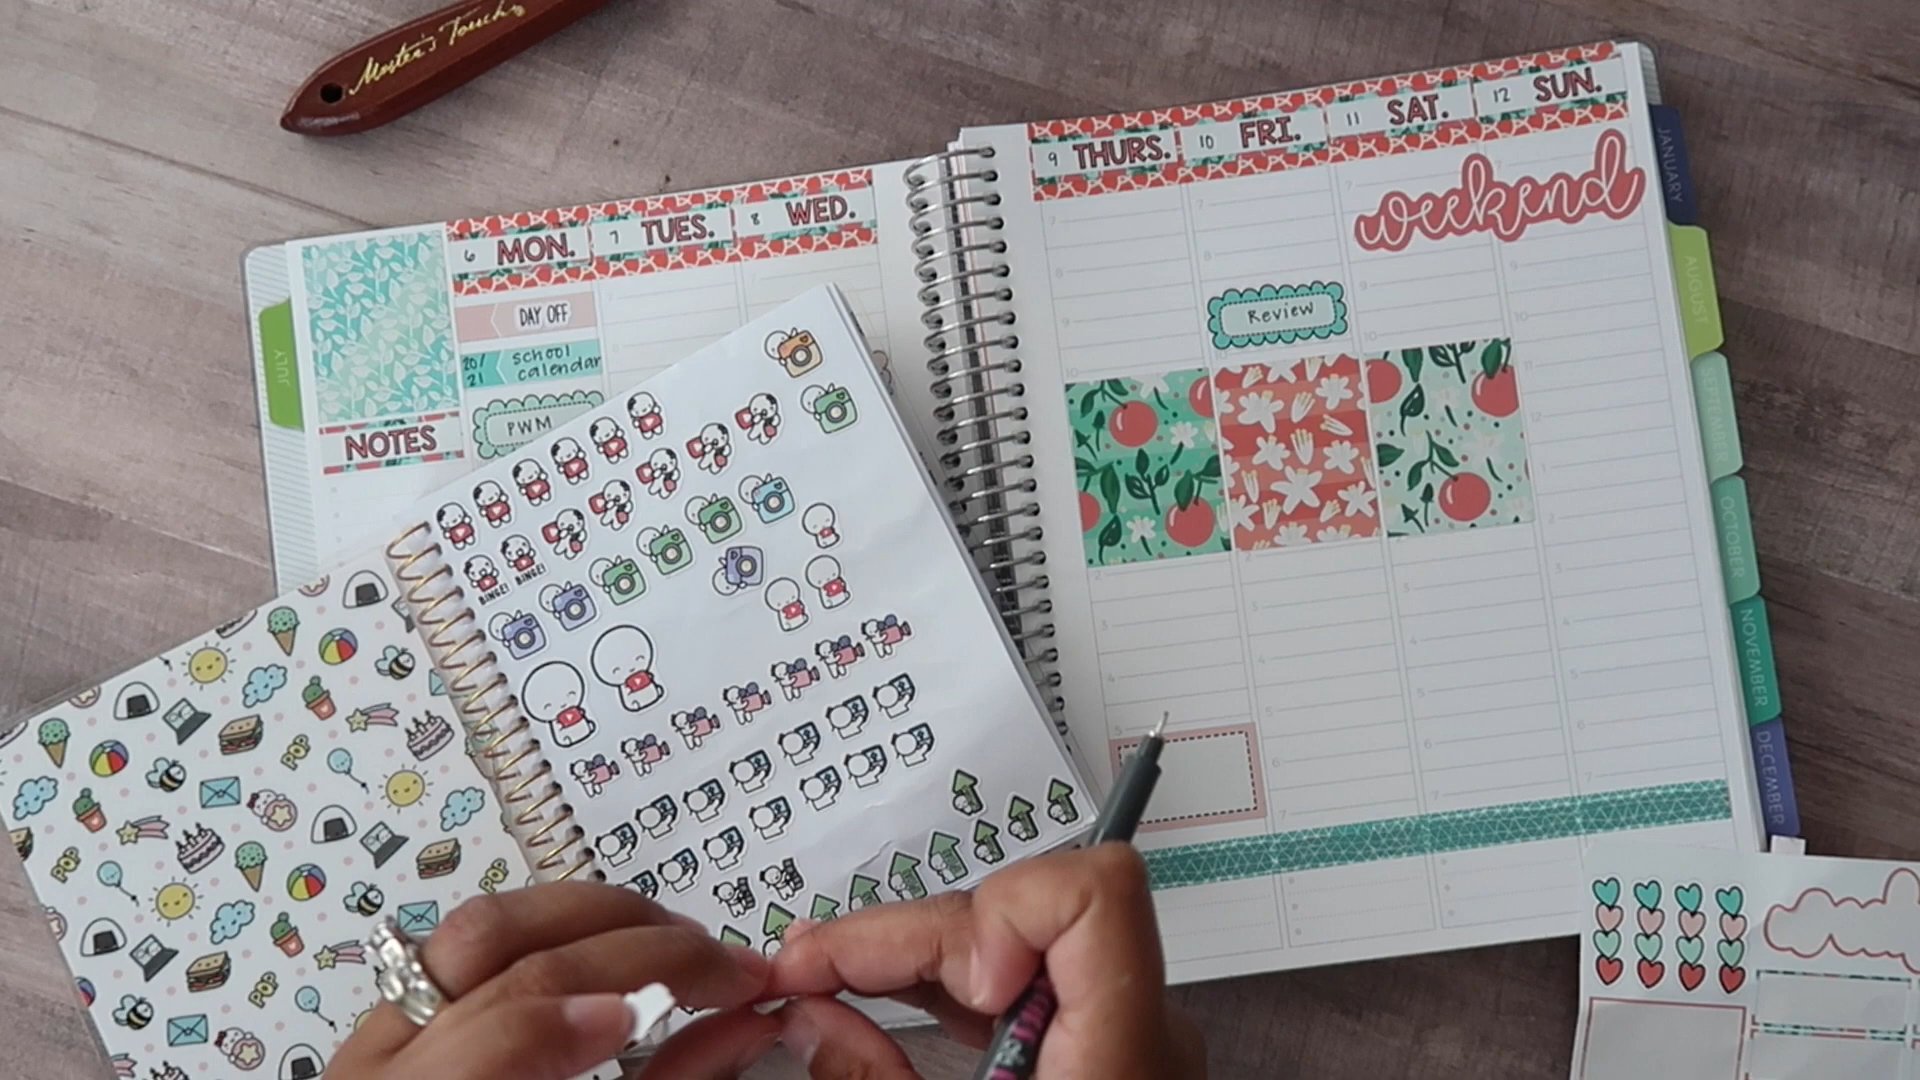 Master's Touch
6 MON.
7 TUES.
8 WED.
9 THURS.
10 FRI.
11 SAT.
12 SUN.
weekend
DAY OFF
20/21 school calendar
NOTES
PWM
Review
BINGE!
BINGE!
JULY
JANUARY
AUGUST
SEPTEMBER
OCTOBER
NOVEMBER
DECEMBER
POP
POP
POP
POP